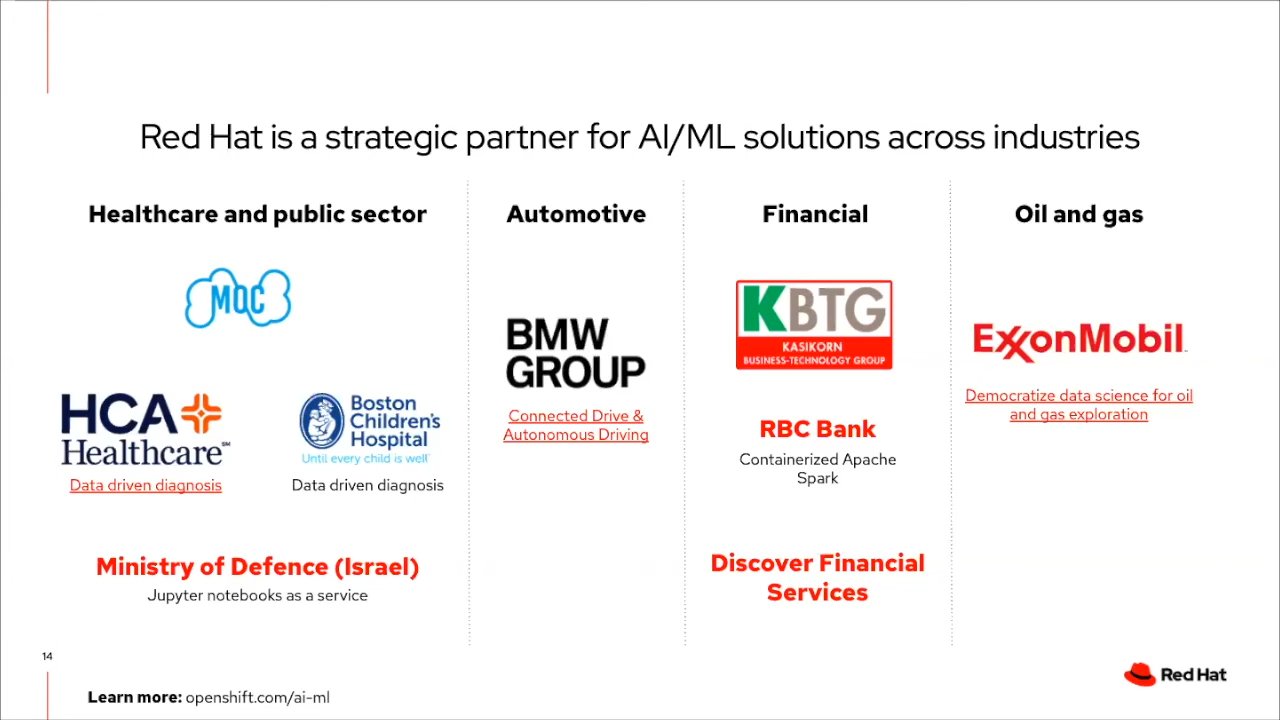 Red Hat is a strategic partner for AI/ML solutions across industries
Healthcare and public sector
MOC
HCA
Healthcare℠
Data driven diagnosis
Boston
Children's
Hospital
Until every child is well™
Data driven diagnosis
Ministry of Defence (Israel)
Jupyter notebooks as a service
Automotive
BMW
GROUP
Connected Drive &
Autonomous Driving
Financial
KBTG
KASIKORN
BUSINESS-TECHNOLOGY GROUP
RBC Bank
Containerized Apache
Spark
Discover Financial
Services
Oil and gas
ExxonMobil
Democratize data science for oil
and gas exploration
14
Learn more: openshift.com/ai-ml
Red Hat